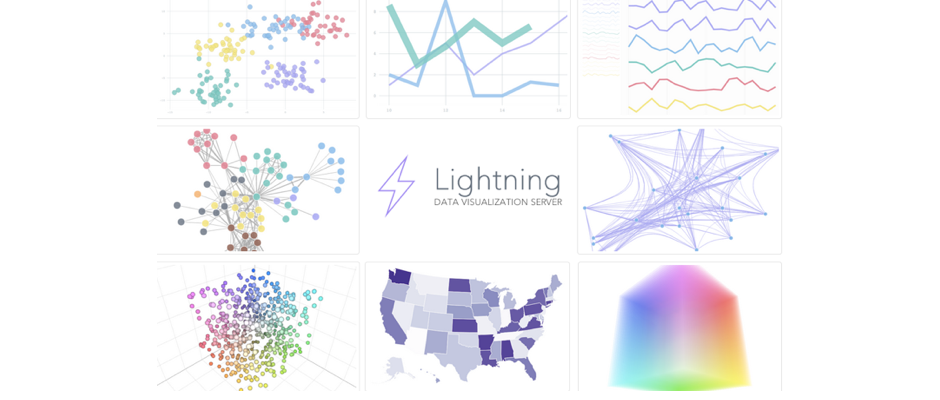 Lightning
DATA VISUALIZATION SERVER